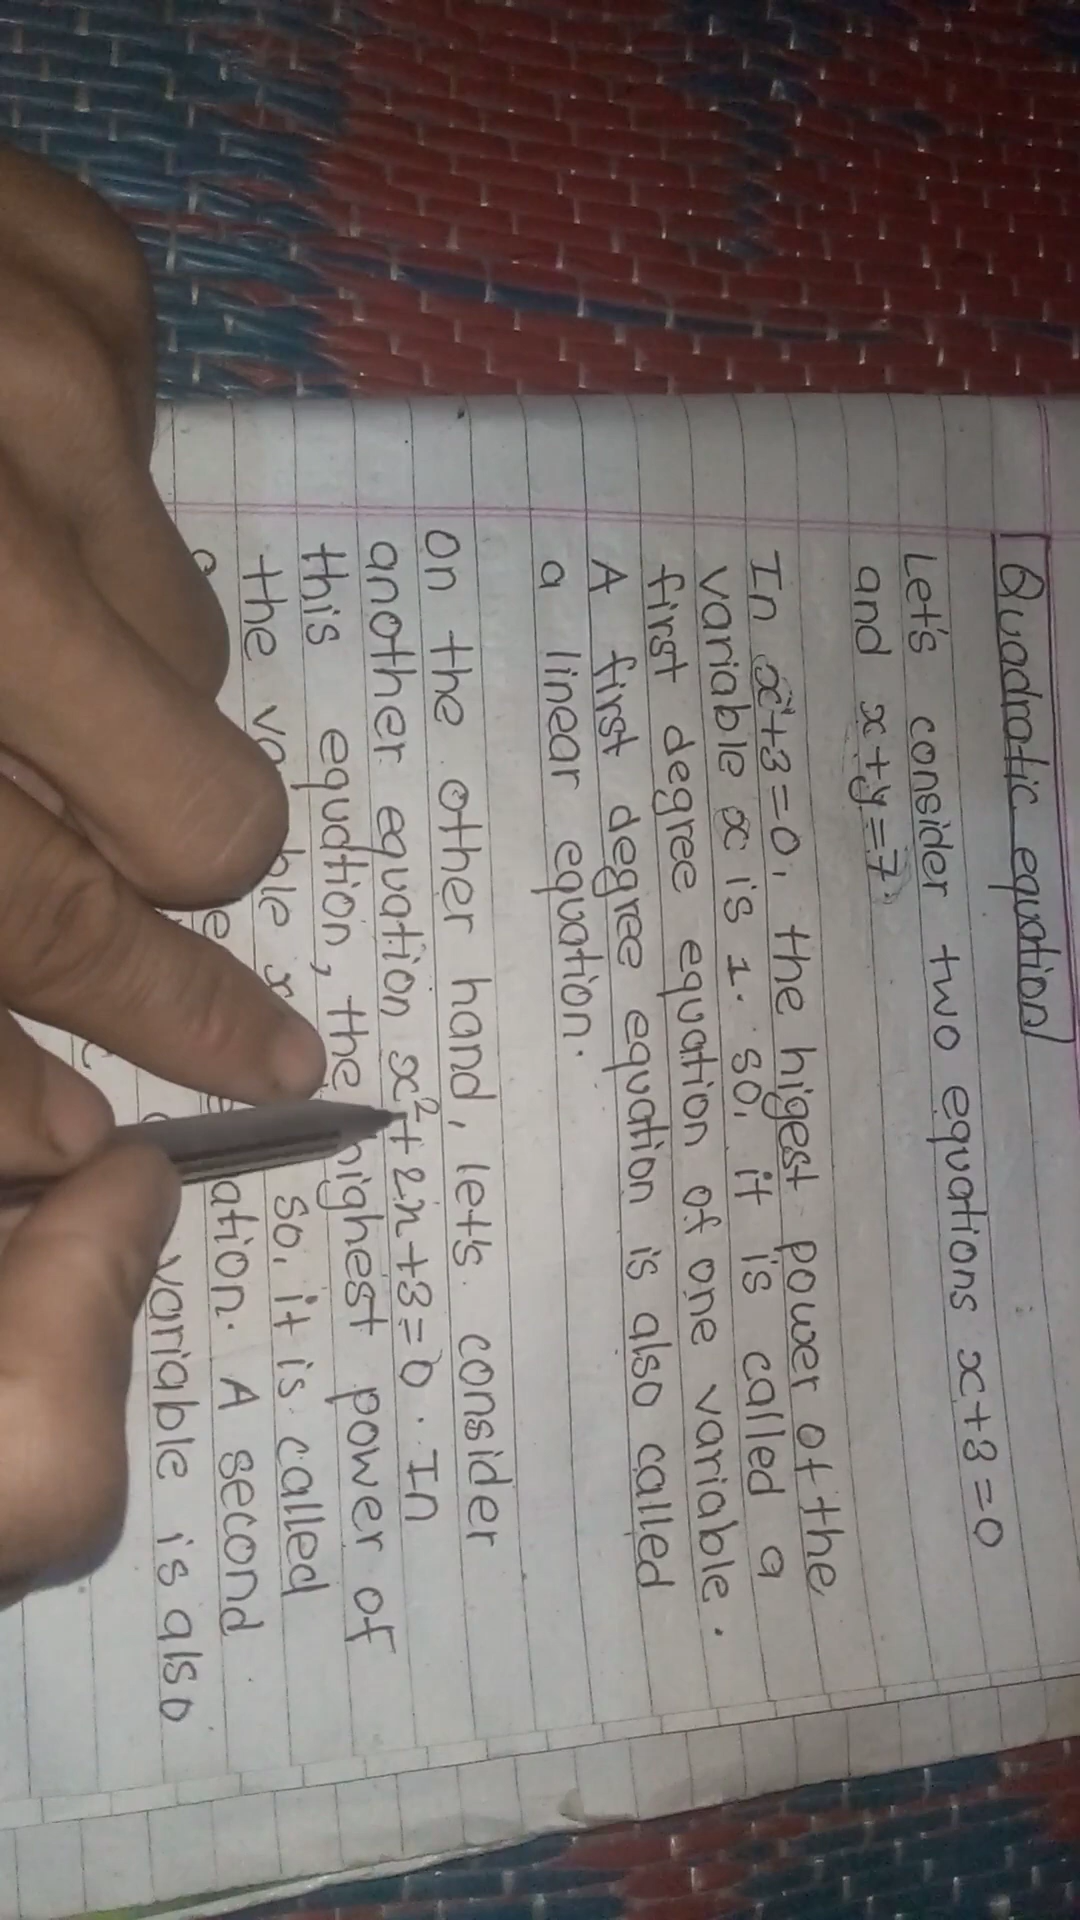 Quadratic equation
Let's consider two equations x+3=0
and x+y=7.
In x+3=0, the higest power of the
variable x is 1. so, it is called a
first degree equation of one variable.
A first degree equation is also called
a linear equation.
on the other hand, let's consider
another equation x²+2x+3=0. In
this equation, the highest power of
the x so, it is called
A second
variable is also